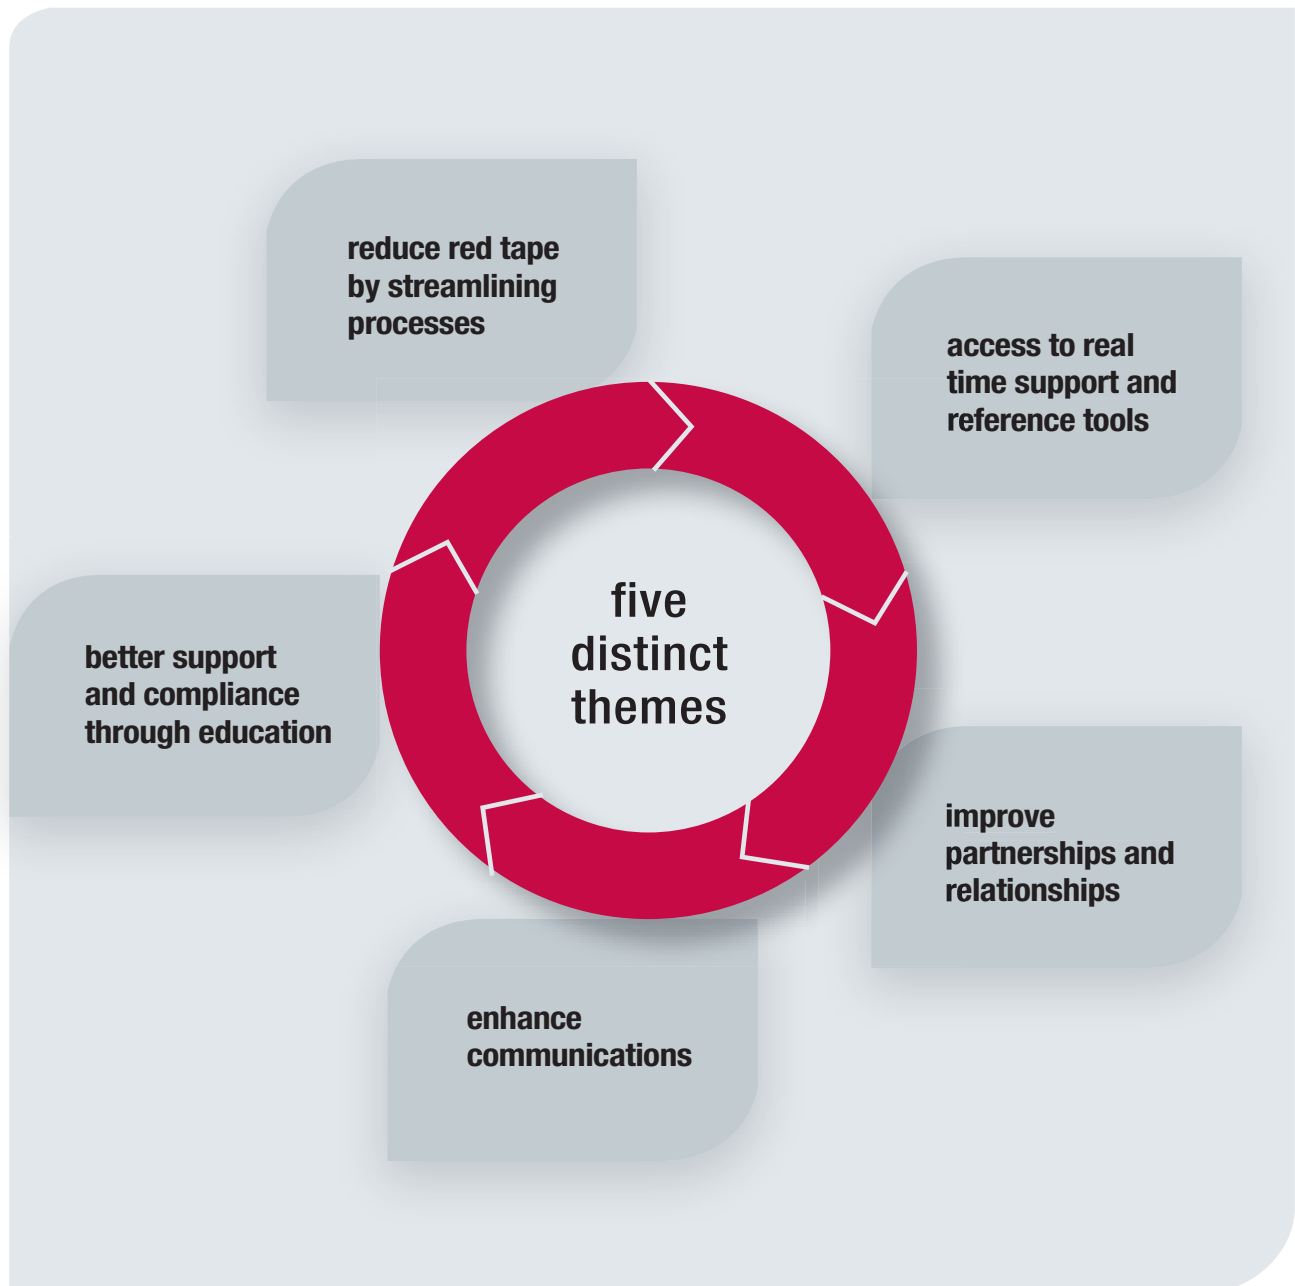 reduce red tape
by streamlining
processes
access to real
time support and
reference tools
five
distinct
themes
better support
and compliance
through education
improve
partnerships and
relationships
enhance
communications